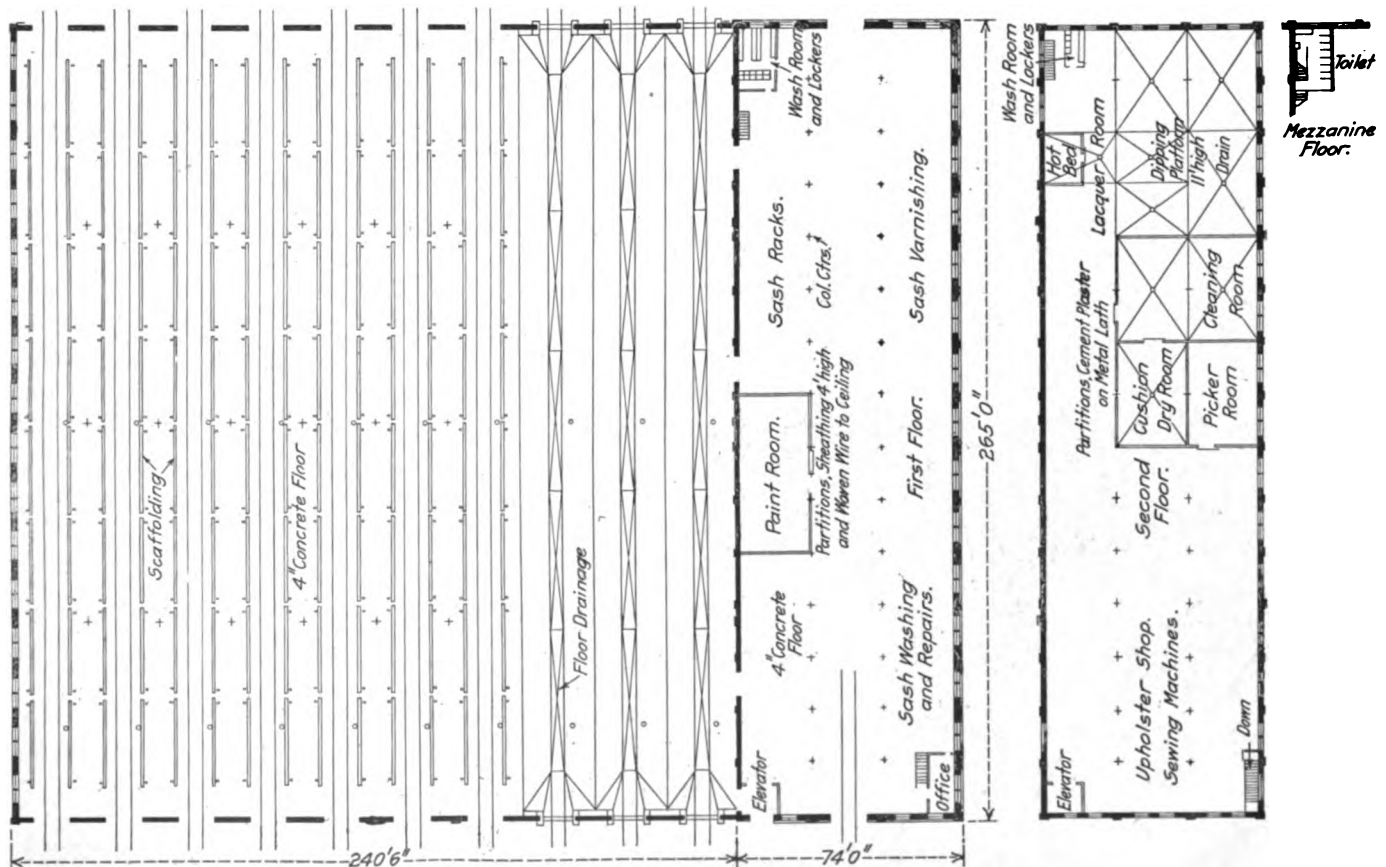 Scaffolding
4"Concrete Floor
Floor Drainage
240'6"
Wash Room
and Lockers
Sash Racks.
Col. Ctrs.
Sash Varnishing.
Paint Room.
Partitions, Sheathing 4' high
and Woven Wire to Ceiling
First Floor.
4"Concrete
Floor
Sash Washing
and Repairs.
Elevator
Office
74'0"
265'0"
Wash Room
and Lockers
Hot
Bed
Lacquer Room
Dipping
Platform
11' high
Drain
Partitions, Cement Plaster
on Metal Lath
Cleaning
Room
Cushion
Dry Room
Picker
Room
Second
Floor.
Upholster Shop.
Sewing Machines.
Elevator
Down
Toilet
Mezzanine
Floor.